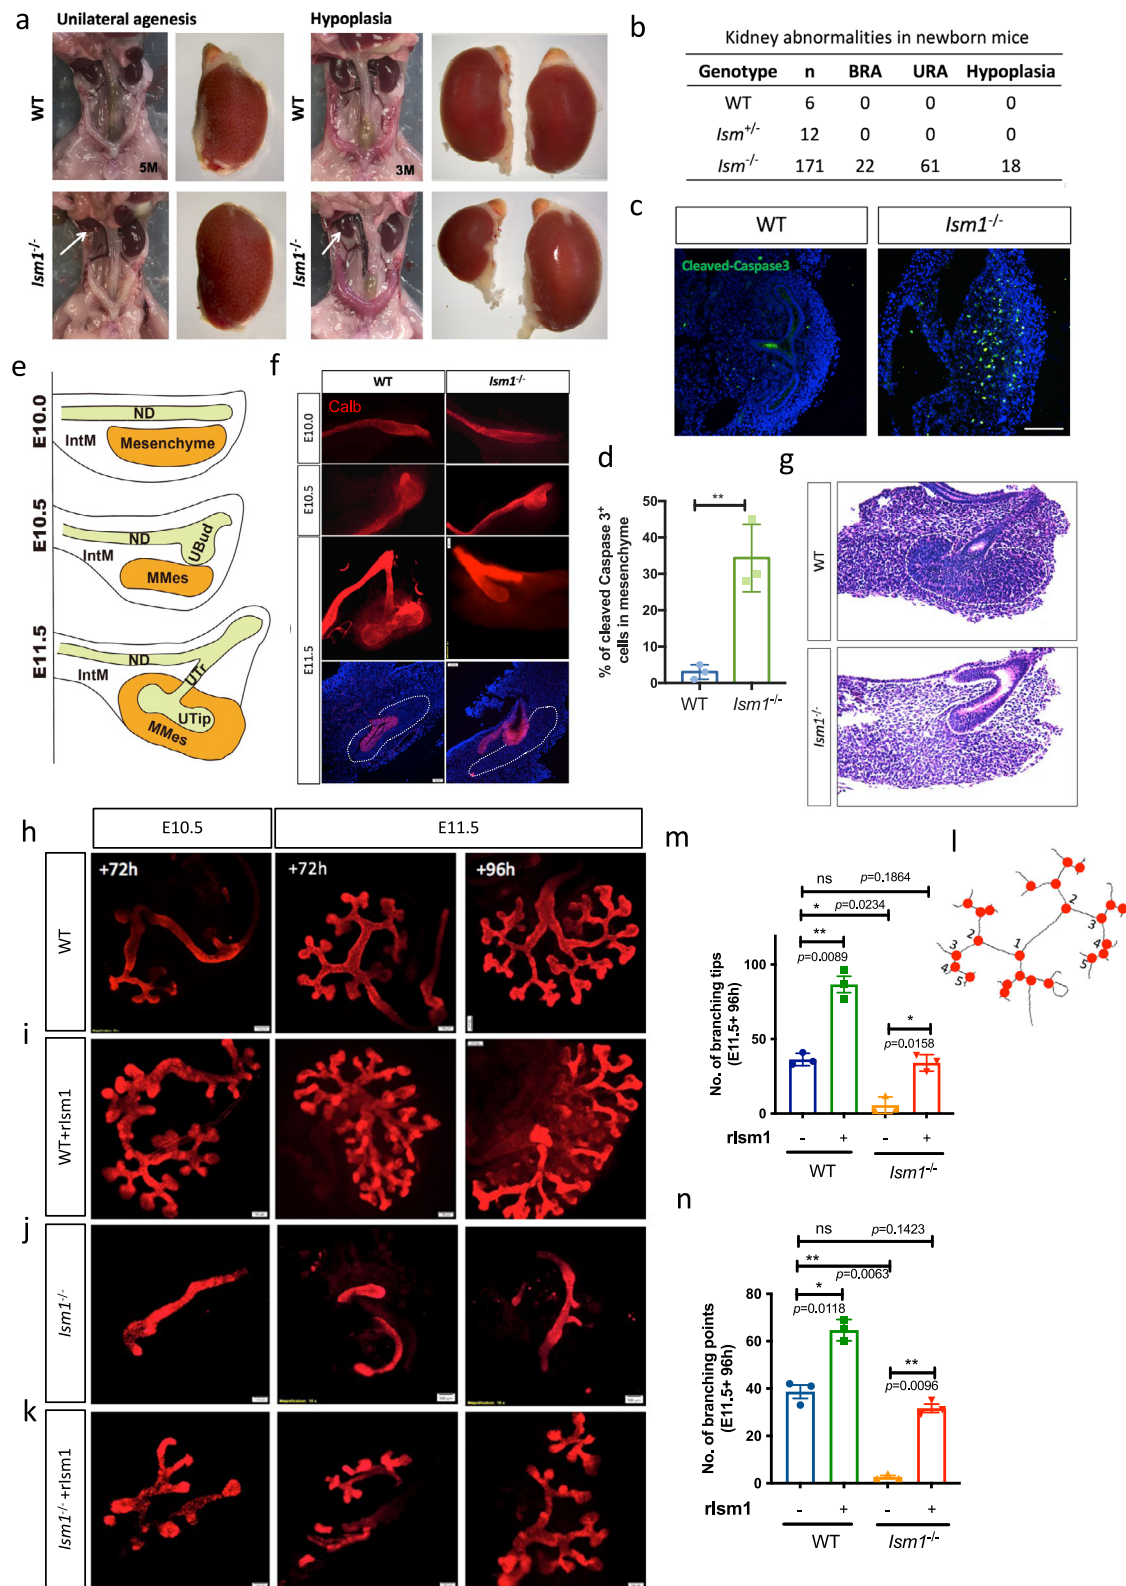 a
Unilateral agenesis
Hypoplasia
WT
5M
3M
Ism1-/-
Ism1-/-
b
Kidney abnormalities in newborn mice
Genotype n BRA URA Hypoplasia
WT 6 0 0 0
Ism+/- 12 0 0 0
Ism-/- 171 22 61 18
c
WT
Ism1-/-
Cleaved-Caspase3
e
E10.0
ND
IntM
Mesenchyme
E10.5
ND
IntM
UBud
MMes
E11.5
ND
IntM
UTr
UTip
MMes
f
WT
Ism1-/-
Calb
E10.0
E10.5
E11.5
d
% of cleaved Caspase 3+
cells in mesenchyme
50
40
30
20
10
0
**
WT
Ism1-/-
g
WT
Ism1-/-
h
E10.5
E11.5
+72h
+72h
+96h
WT
i
WT+rIsm1
j
Ism1-/-
k
Ism1-/- +rIsm1
m
ns
p=0.1864
*
p=0.0234
**
p=0.0089
*
p=0.0158
No. of branching tips
(E11.5+ 96h)
100
50
0
rIsm1 - + - +
WT
Ism1-/-
l
1
2
2
3
3
4
4
5
5
n
ns
p=0.1423
**
p=0.0063
*
p=0.0118
**
p=0.0096
No. of branching points
(E11.5+ 96h)
80
60
40
20
0
rIsm1 - + - +
WT
Ism1-/-